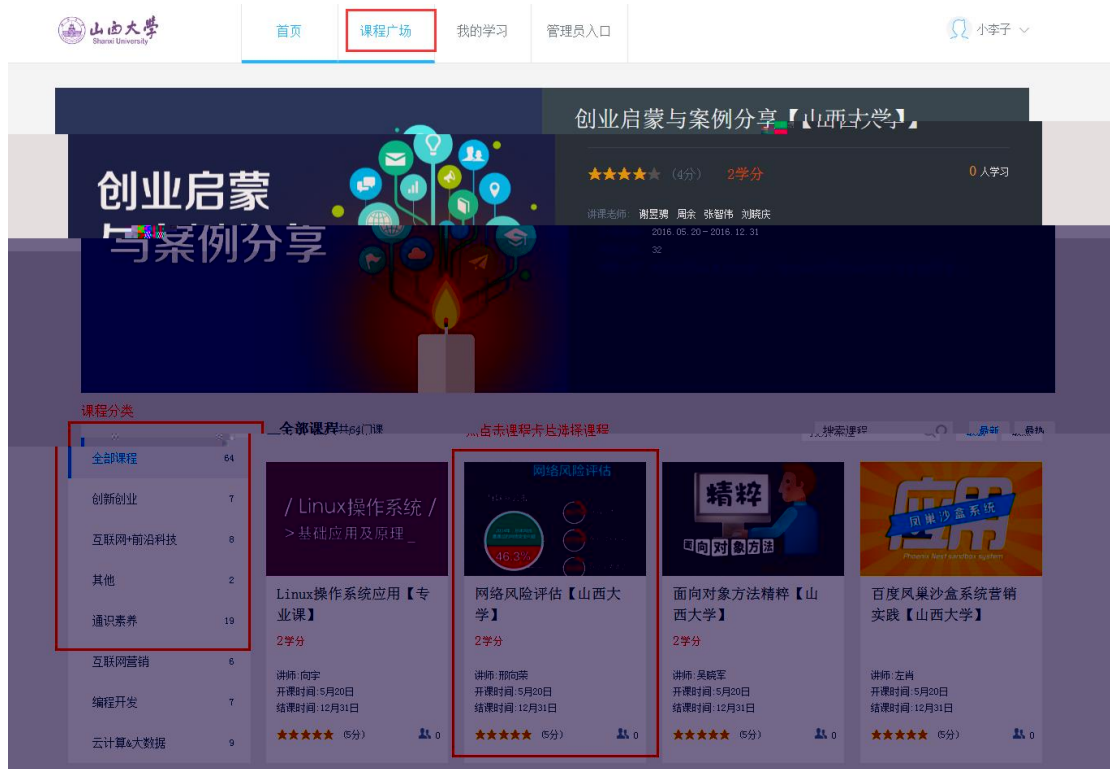 山西大学
Shanxi University
首页
课程广场
我的学习
管理员入口
小李子
创业启蒙与案例分享【山西大学】
创业启蒙
与案例分享
(4分)
2学分
0 人学习
讲课老师:
谢昱骋 周余 张智伟 刘晓庆
2016.05.20-2016.12.31
32
课程分类
全部课程 64
创新创业 7
互联网+前沿科技 8
其他 2
通识素养 19
互联网营销 6
编程开发 7
云计算&大数据 9
全部课程 共64门课
点击课程卡片选择课程
搜索课程
最新
最热
/ Linux操作系统 /
>基础应用及原理_
Linux操作系统应用【专业课】
2学分
讲师:向宇
开课时间:5月20日
结课时间:12月31日
(5分)
0
网络风险评估
46.3%
网络风险评估【山西大学】
2学分
讲师:邢向荣
开课时间:5月20日
结课时间:12月31日
(5分)
0
精粹
面向对象方法
面向对象方法精粹【山西大学】
2学分
讲师:吴晓军
开课时间:5月20日
结课时间:12月31日
(5分)
0
应用
凤巢沙盒系统
Phoenix Nest sandbox system
百度凤巢沙盒系统营销实践【山西大学】
讲师:左肖
开课时间:5月20日
结课时间:12月31日
(5分)
0